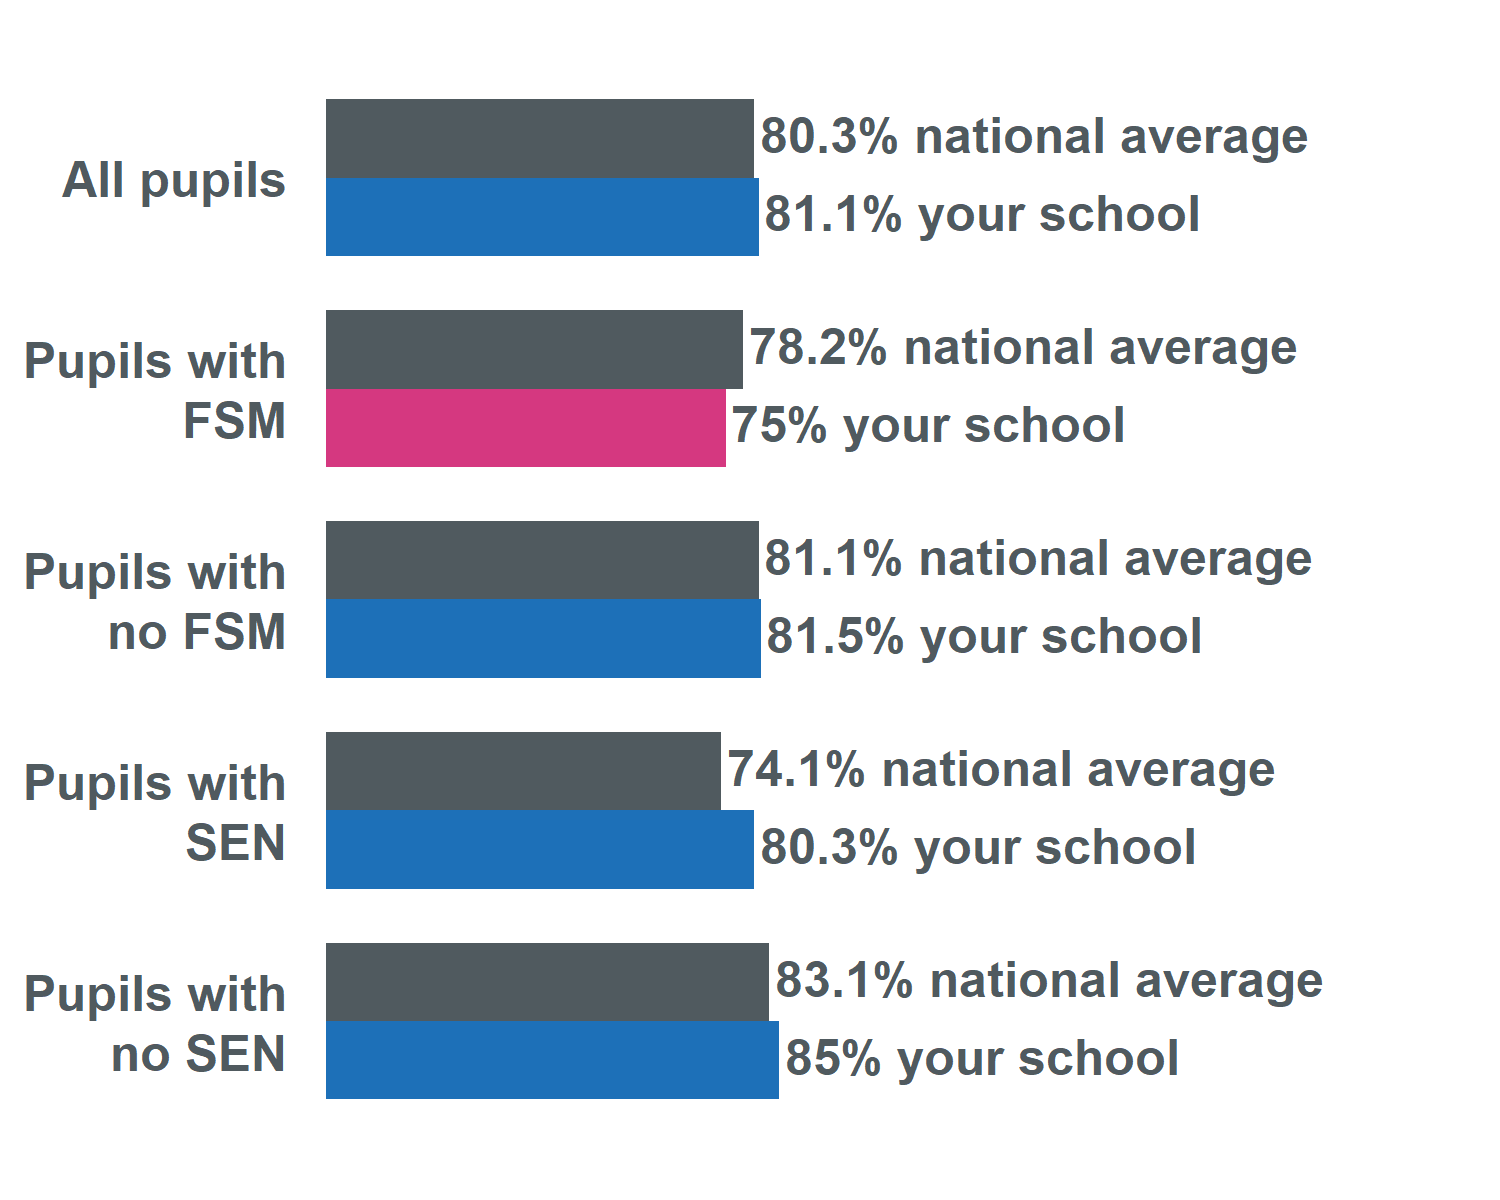 All pupils
80.3% national average
81.1% your school
Pupils with
FSM
78.2% national average
75% your school
Pupils with
no FSM
81.1% national average
81.5% your school
Pupils with
SEN
74.1% national average
80.3% your school
Pupils with
no SEN
83.1% national average
85% your school